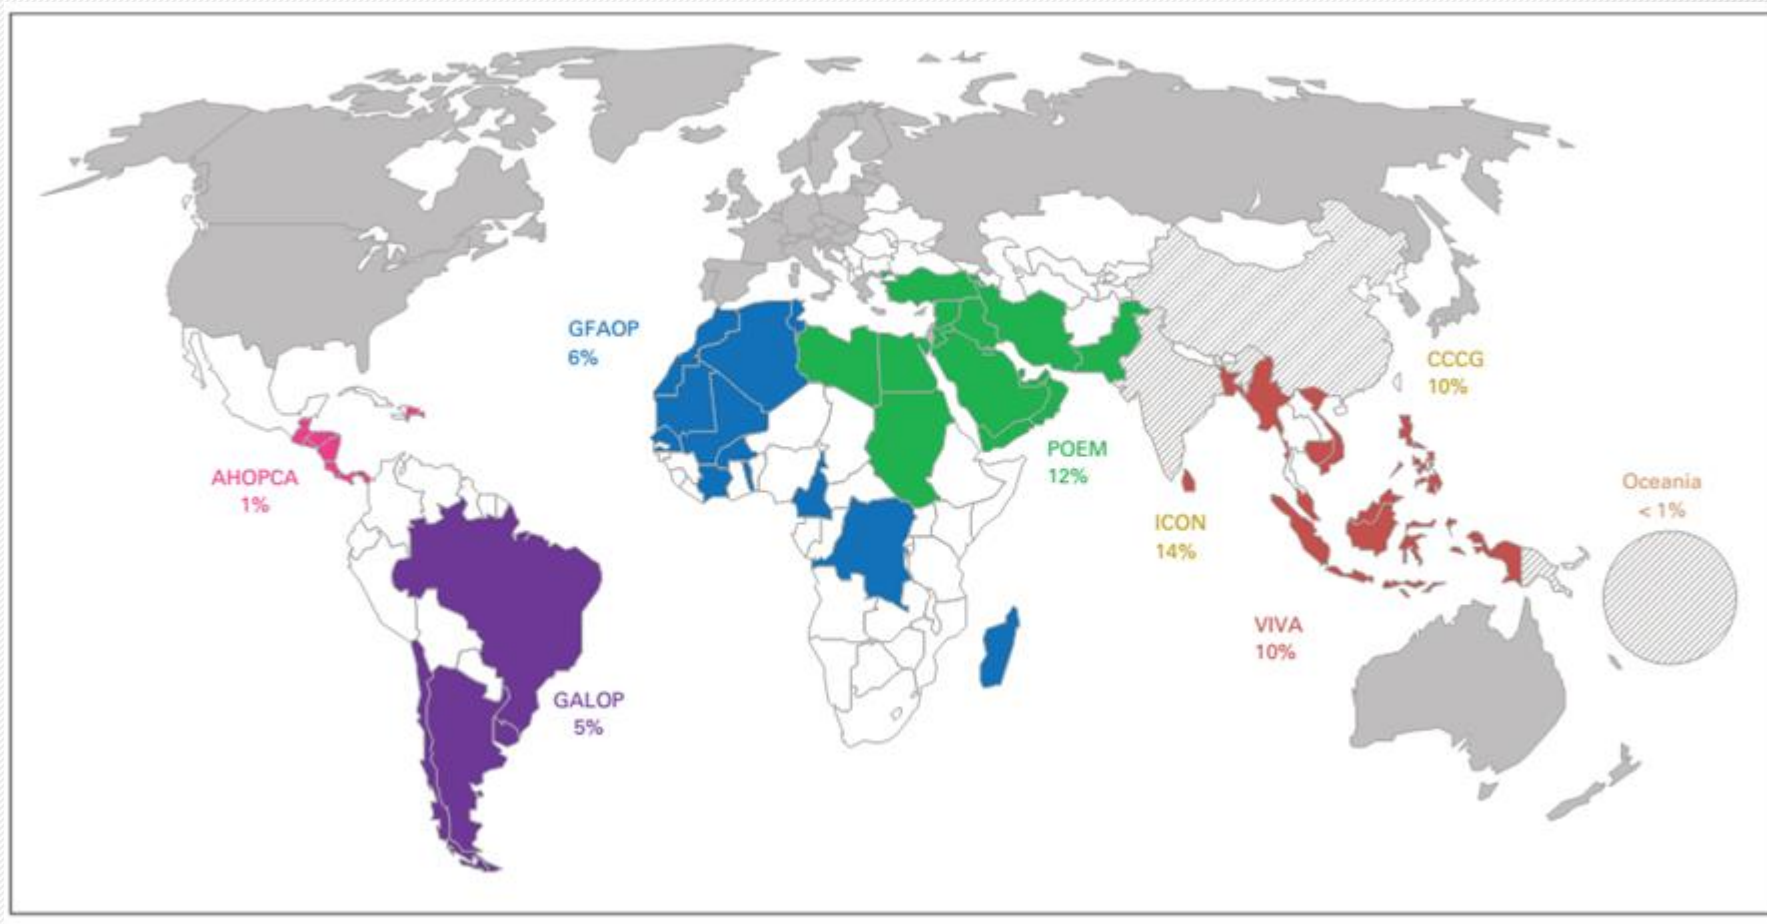 GFAOP
6%
CCCG
10%
AHOPCA
1%
POEM
12%
Oceania
< 1%
ICON
14%
VIVA
10%
GALOP
5%